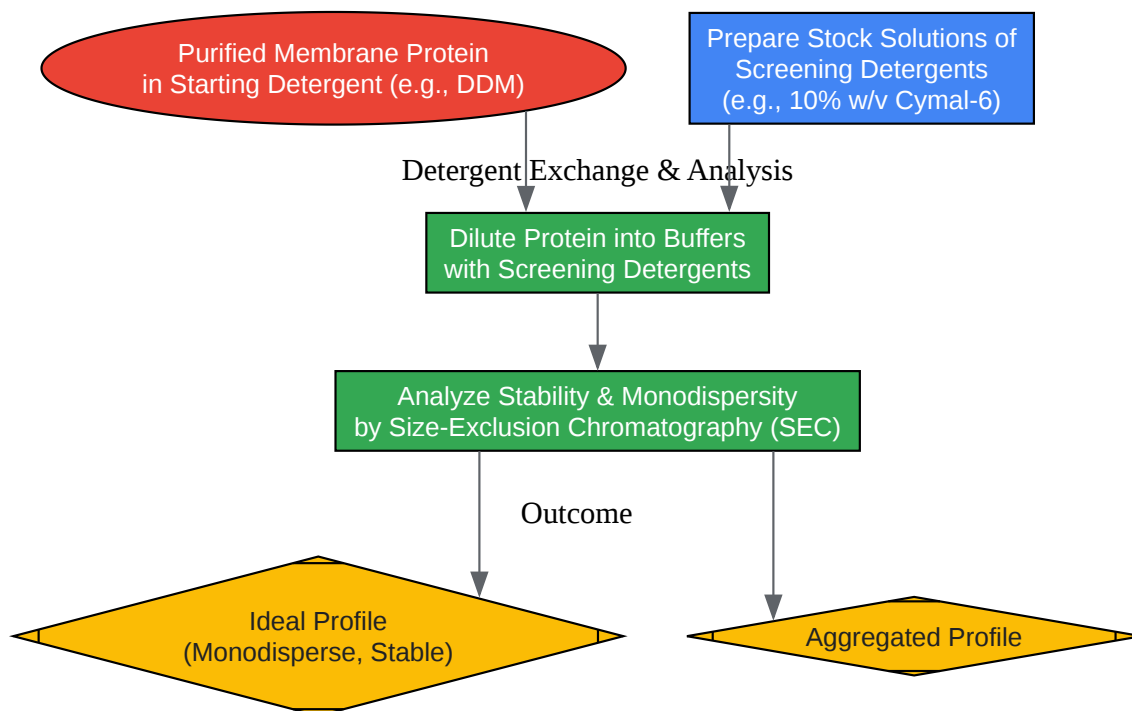 Purified Membrane Protein
in Starting Detergent (e.g., DDM)
Prepare Stock Solutions of
Screening Detergents
(e.g., 10% w/v Cymal-6)
Detergent Exchange & Analysis
Dilute Protein into Buffers
with Screening Detergents
Analyze Stability & Monodispersity
by Size-Exclusion Chromatography (SEC)
Outcome
Ideal Profile
(Monodisperse, Stable)
Aggregated Profile